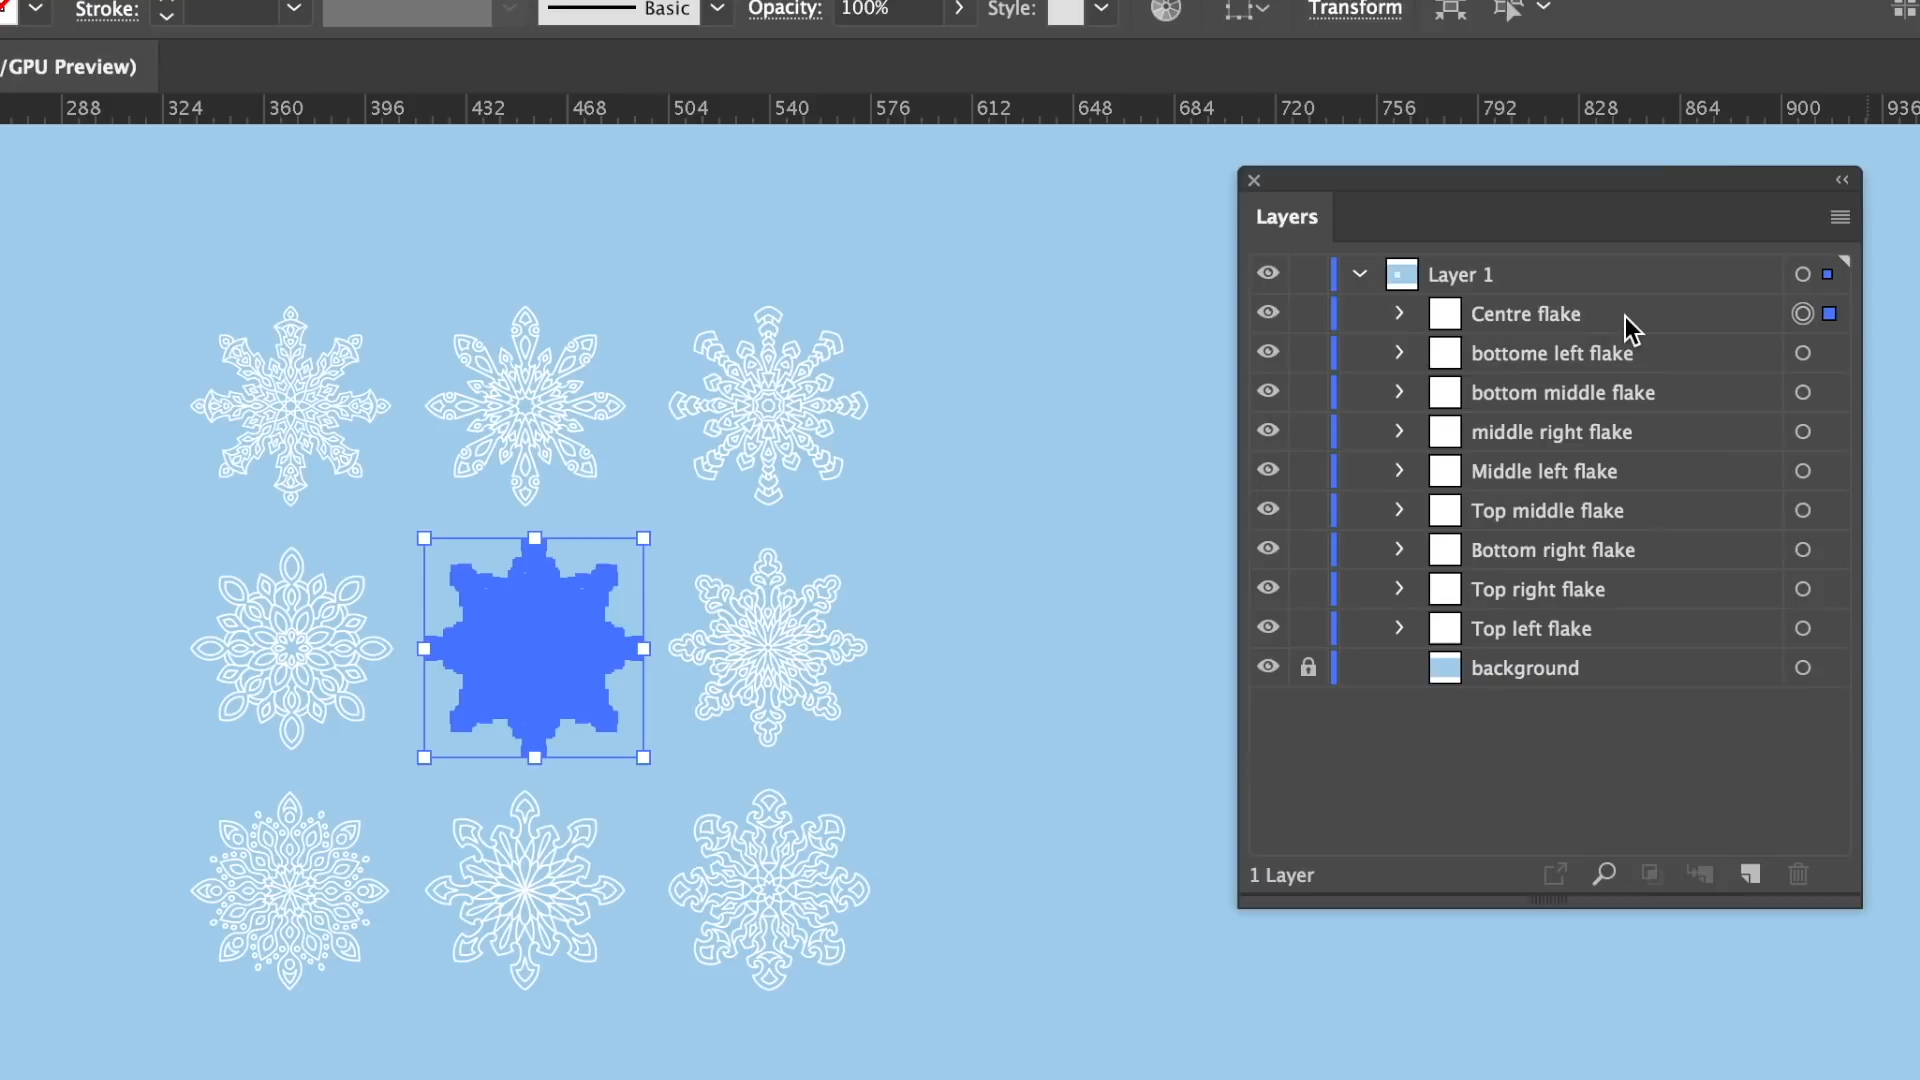 Stroke: Basic Opacity: 100% Style: Transform
/GPU Preview)
288 324 360 396 432 468 504 540 576 612 648 684 720 756 792 828 864 900 936
Layers
Layer 1
Centre flake
bottome left flake
bottom middle flake
middle right flake
Middle left flake
Top middle flake
Bottom right flake
Top right flake
Top left flake
background
1 Layer